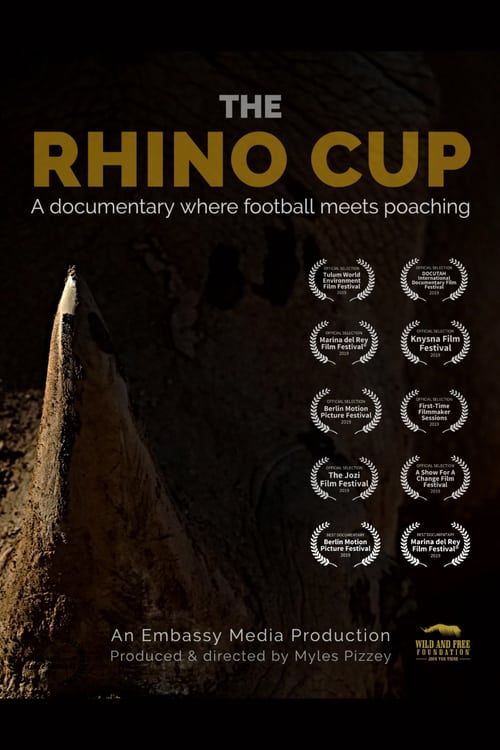 THE
RHINO CUP
A documentary where football meets poaching
OFFICIAL SELECTION
Tulum World
Environment
Film Festival
2019
OFFICIAL SELECTION
DOCUTAH
International
Documentary Film
Festival
2019
OFFICIAL SELECTION
Marina del Rey
Film Festival®
2019
OFFICIAL SELECTION
Knysna Film
Festival
2019
OFFICIAL SELECTION
Berlin Motion
Picture Festival
2019
OFFICIAL SELECTION
First-Time
Filmmaker
Sessions
2019
OFFICIAL SELECTION
The Jozi
Film Festival
2019
OFFICIAL SELECTION
A Show For A
Change Film
Festival
2019
BEST DOCUMENTARY
Berlin Motion
Picture Festival
2019
BEST DOCUMENTARY
Marina del Rey
Film Festival®
2019
An Embassy Media Production
Produced & directed by Myles Pizzey
WILD AND FREE
FOUNDATION
JOIN THE TRIBE